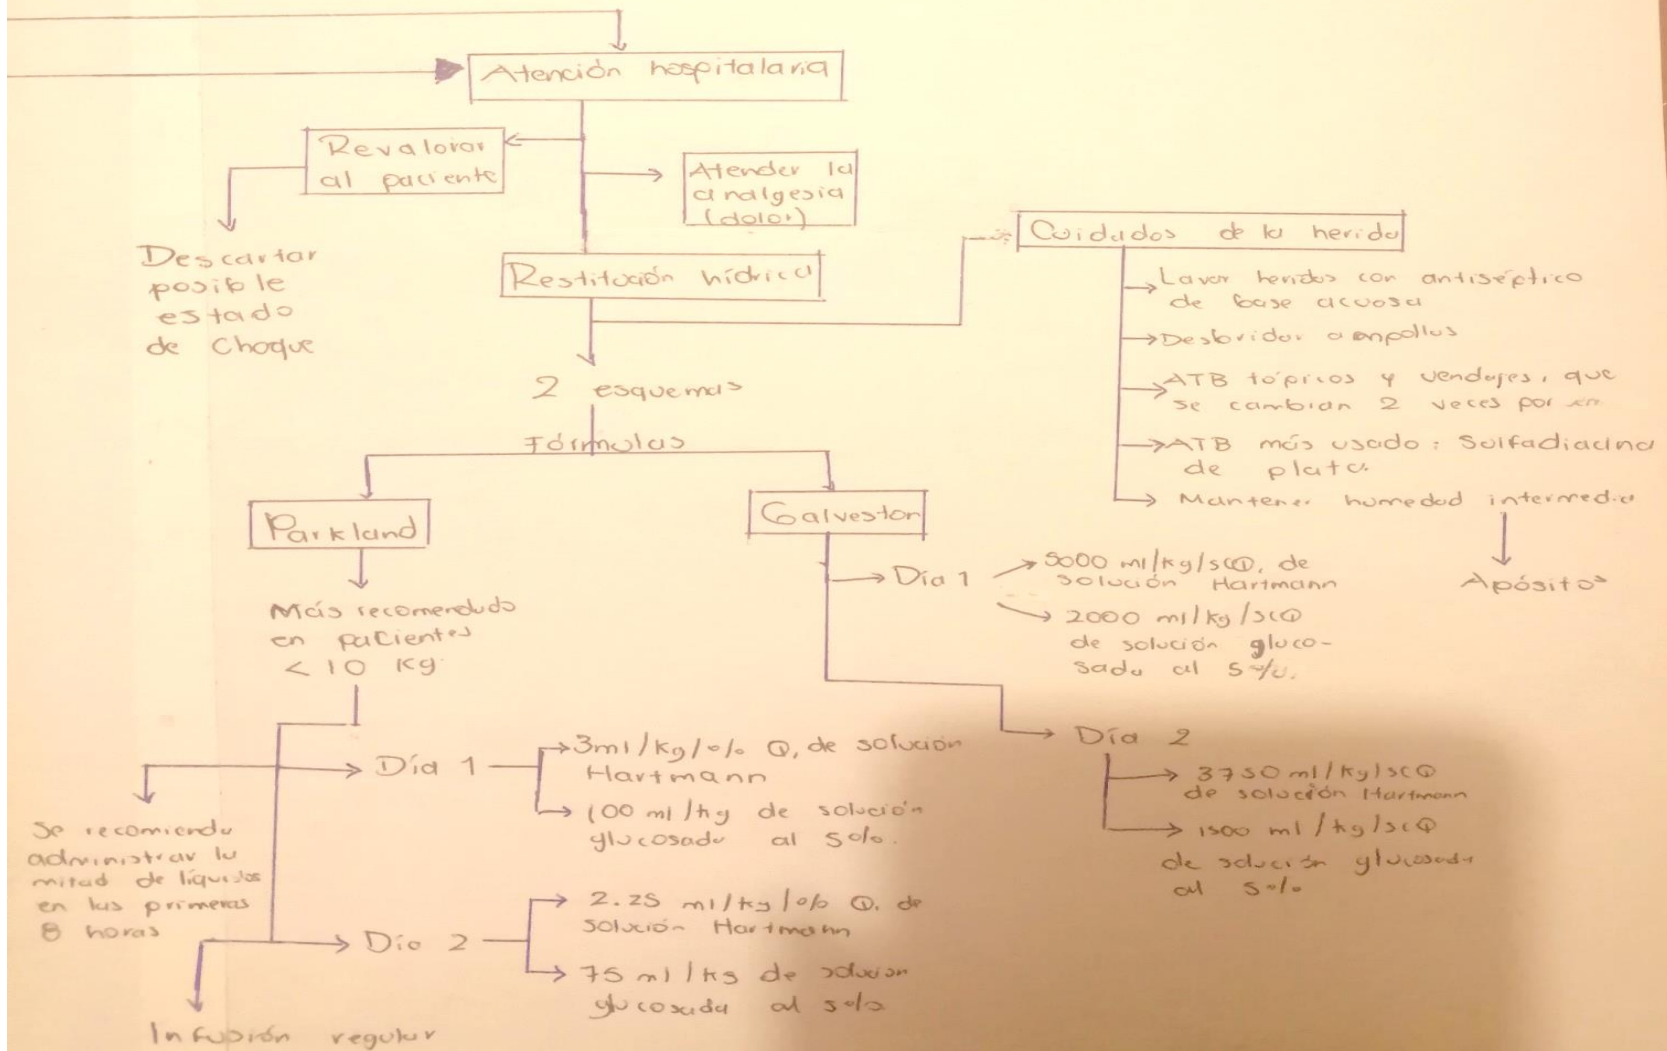 Atención hospitalaria
Revalorar
al paciente
Atender la
analgesia
(dolor)
Descartar
posible
estado
de choque
Restitución hídrica
Cuidados de la herida
Lavar heridas con antiséptico
de base acuosa
Desbridar ampollas
ATB tópicos y vendajes, que
se cambian 2 veces por
ATB más usado: Sulfadiacina
de plata.
Mantener humedad intermedia
Apósitos
2 esquemas
Fórmulas
Parkland
Más recomendado
en pacientes
< 10 Kg.
Se recomienda
administrar la
mitad de líquidos
en las primeras
8 horas
Día 1
3ml/Kg/% Q, de solución
Hartmann
100 ml/kg de solución
glucosada al 5%.
Día 2
2.25 ml/kg/% Q. de
solución Hartmann
75 ml/kg de solución
glucosada al 5%
Infusión regular
Galveston
Día 1
5000 ml/kg/scQ, de
solución Hartmann
2000 ml/kg/scQ
de solución gluco-
sada al 5%.
Día 2
3750 ml/kg/scQ
de solución Hartmann
1500 ml/kg/scQ
de solución glucosada
al 5%